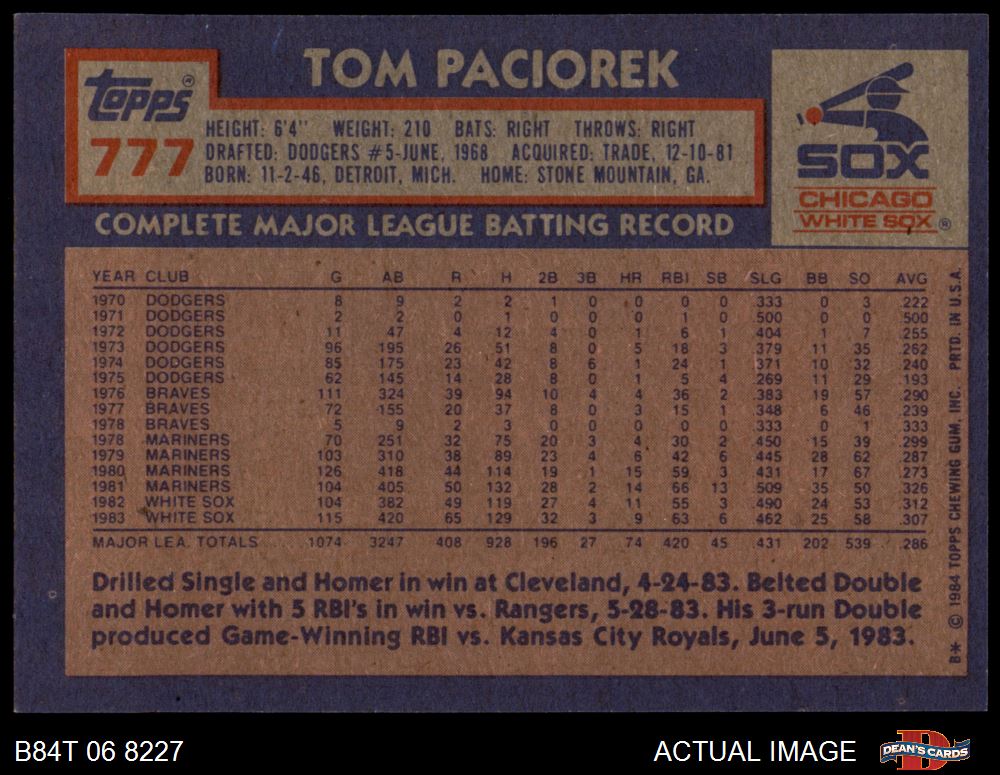 TOM PACIOREK
Topps®
777
HEIGHT: 6'4" WEIGHT: 210 BATS: RIGHT THROWS: RIGHT
DRAFTED: DODGERS #5-JUNE, 1968 ACQUIRED: TRADE, 12-10-81
BORN: 11-2-46, DETROIT, MICH. HOME: STONE MOUNTAIN, GA.
SOX
CHICAGO
WHITE SOX ®
COMPLETE MAJOR LEAGUE BATTING RECORD
YEAR CLUB G AB R H 2B 3B HR RBI SB SLG BB SO AVG
1970 DODGERS 8 9 2 2 1 0 0 0 0 .333 0 3 .222
1971 DODGERS 2 2 0 1 0 0 0 1 0 .500 0 0 .500
1972 DODGERS 11 47 4 12 4 0 1 6 1 .404 1 7 .255
1973 DODGERS 96 195 26 51 8 0 5 18 3 .379 11 35 .262
1974 DODGERS 85 175 23 42 8 6 1 24 1 .371 10 32 .240
1975 DODGERS 62 145 14 28 8 0 1 5 4 .269 11 29 .193
1976 BRAVES 111 324 39 94 10 4 4 36 2 .383 19 57 .290
1977 BRAVES 72 155 20 37 8 0 3 15 1 .348 6 46 .239
1978 BRAVES 5 9 2 3 0 0 0 0 0 .333 0 1 .333
1978 MARINERS 70 251 32 75 20 3 4 30 2 .450 15 39 .299
1979 MARINERS 103 310 38 89 23 4 6 42 6 .445 28 62 .287
1980 MARINERS 126 418 44 114 19 1 15 59 3 .431 17 67 .273
1981 MARINERS 104 405 50 132 28 2 14 66 13 .509 35 50 .326
1982 WHITE SOX 104 382 49 119 27 4 11 55 3 .490 24 53 .312
1983 WHITE SOX 115 420 65 129 32 3 9 63 6 .462 25 58 .307
MAJOR LEA. TOTALS 1074 3247 408 928 196 27 74 420 45 .431 202 539 .286
Drilled Single and Homer in win at Cleveland, 4-24-83. Belted Double
and Homer with 5 RBI's in win vs. Rangers, 5-28-83. His 3-run Double
produced Game-Winning RBI vs. Kansas City Royals, June 5, 1983.
B* © 1984 TOPPS CHEWING GUM, INC. PRTD. IN U.S.A.
B84T 06 8227
ACTUAL IMAGE
D
DEAN'S CARDS